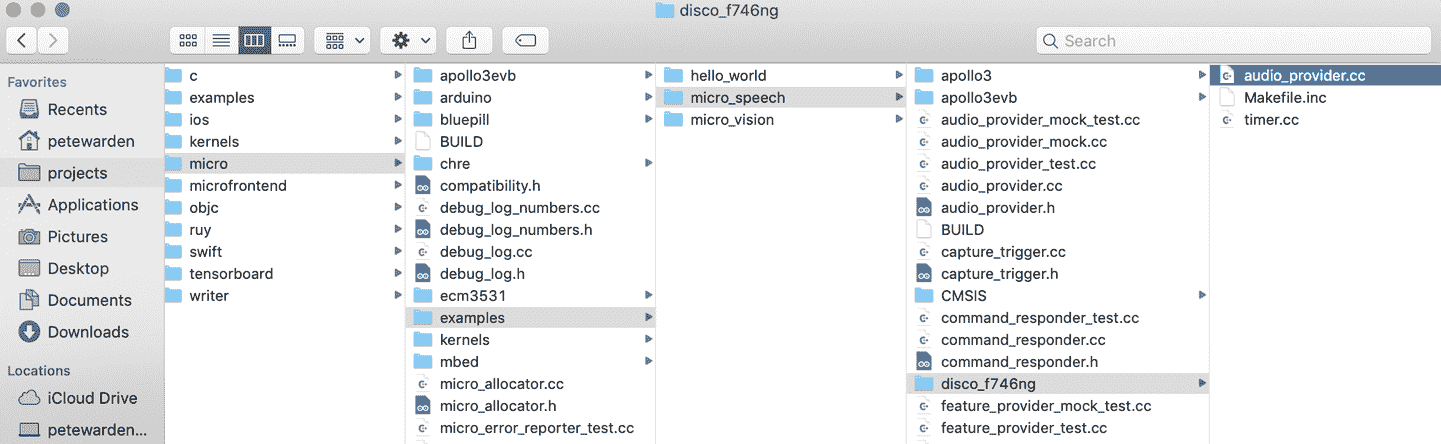 disco_f746ng
Search
Favorites
Recents
petewarden
projects
Applications
Pictures
Desktop
Documents
Downloads
Locations
iCloud Drive
petewarden...
c
examples
ios
kernels
micro
microfrontend
objc
ruy
swift
tensorboard
writer
apollo3evb
arduino
bluepill
BUILD
chre
compatibility.h
debug_log_numbers.cc
debug_log_numbers.h
debug_log.cc
debug_log.h
ecm3531
examples
kernels
mbed
micro_allocator.cc
micro_allocator.h
micro_error_reporter_test.cc
hello_world
micro_speech
micro_vision
apollo3
apollo3evb
audio_provider_mock_test.cc
audio_provider_mock.cc
audio_provider_test.cc
audio_provider.cc
audio_provider.h
BUILD
capture_trigger.cc
capture_trigger.h
CMSIS
command_responder_test.cc
command_responder.cc
command_responder.h
disco_f746ng
feature_provider_mock_test.cc
feature_provider_test.cc
audio_provider.cc
Makefile.inc
timer.cc